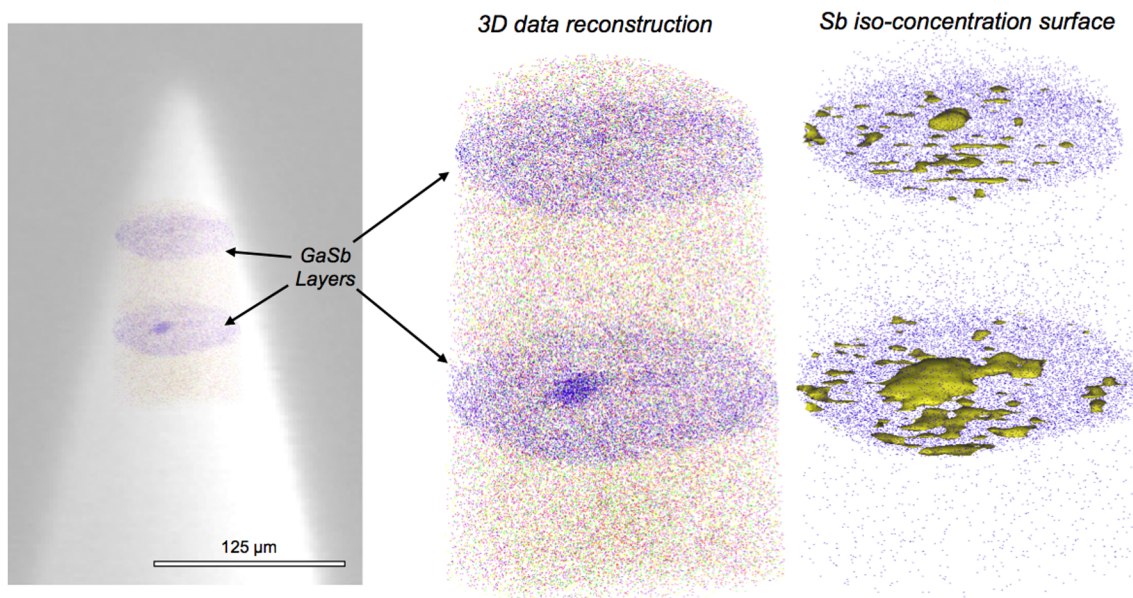 3D data reconstruction
Sb iso-concentration surface
GaSb
Layers
125 µm